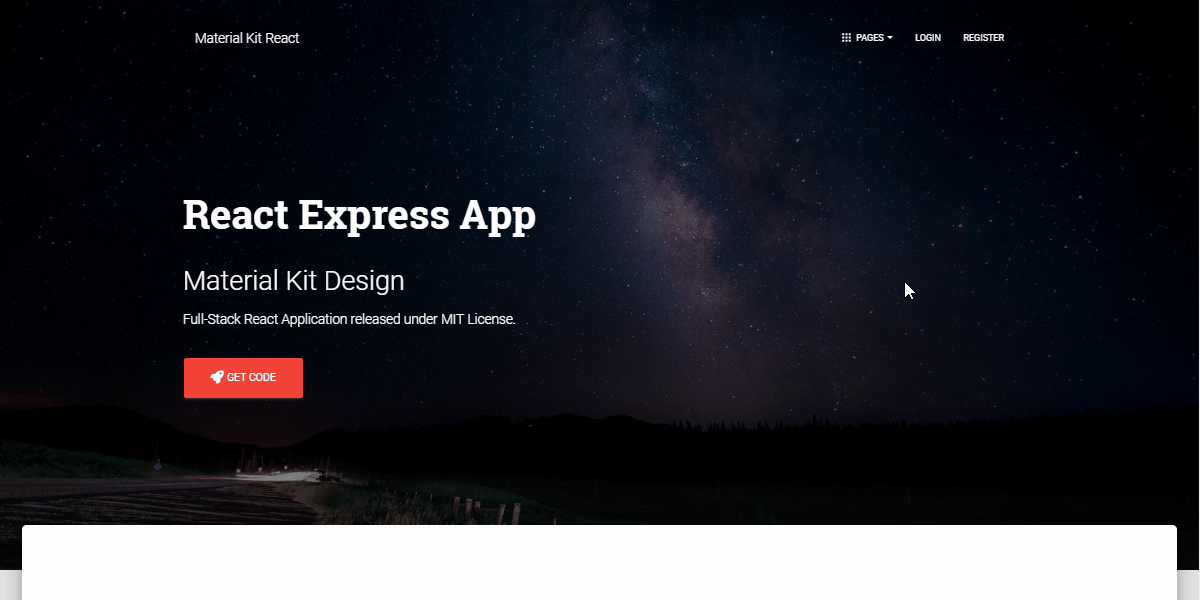 Material Kit React
PAGES
LOGIN
REGISTER
React Express App
Material Kit Design
Full-Stack React Application released under MIT License.
GET CODE